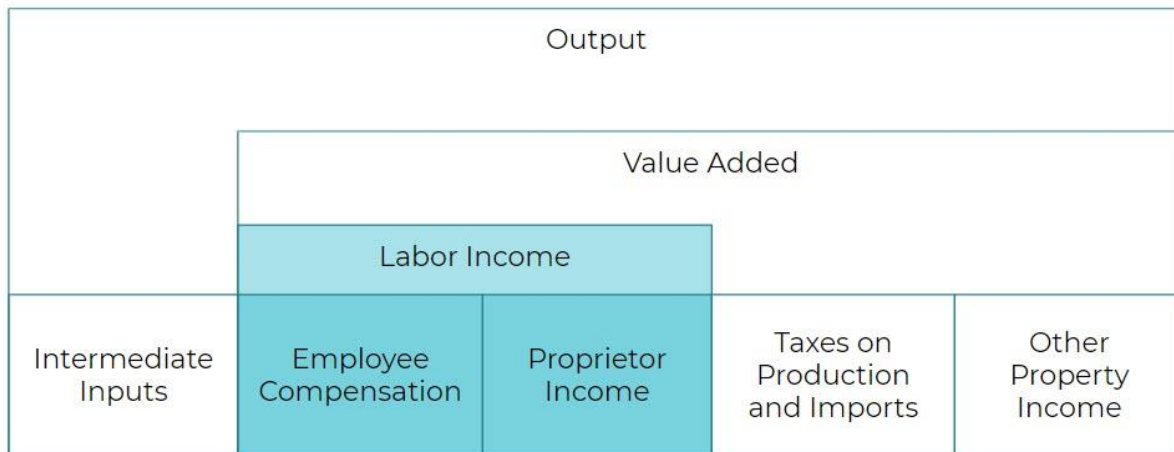 Output
Value Added
Labor Income
Intermediate
Inputs
Employee
Compensation
Proprietor
Income
Taxes on
Production
and Imports
Other
Property
Income